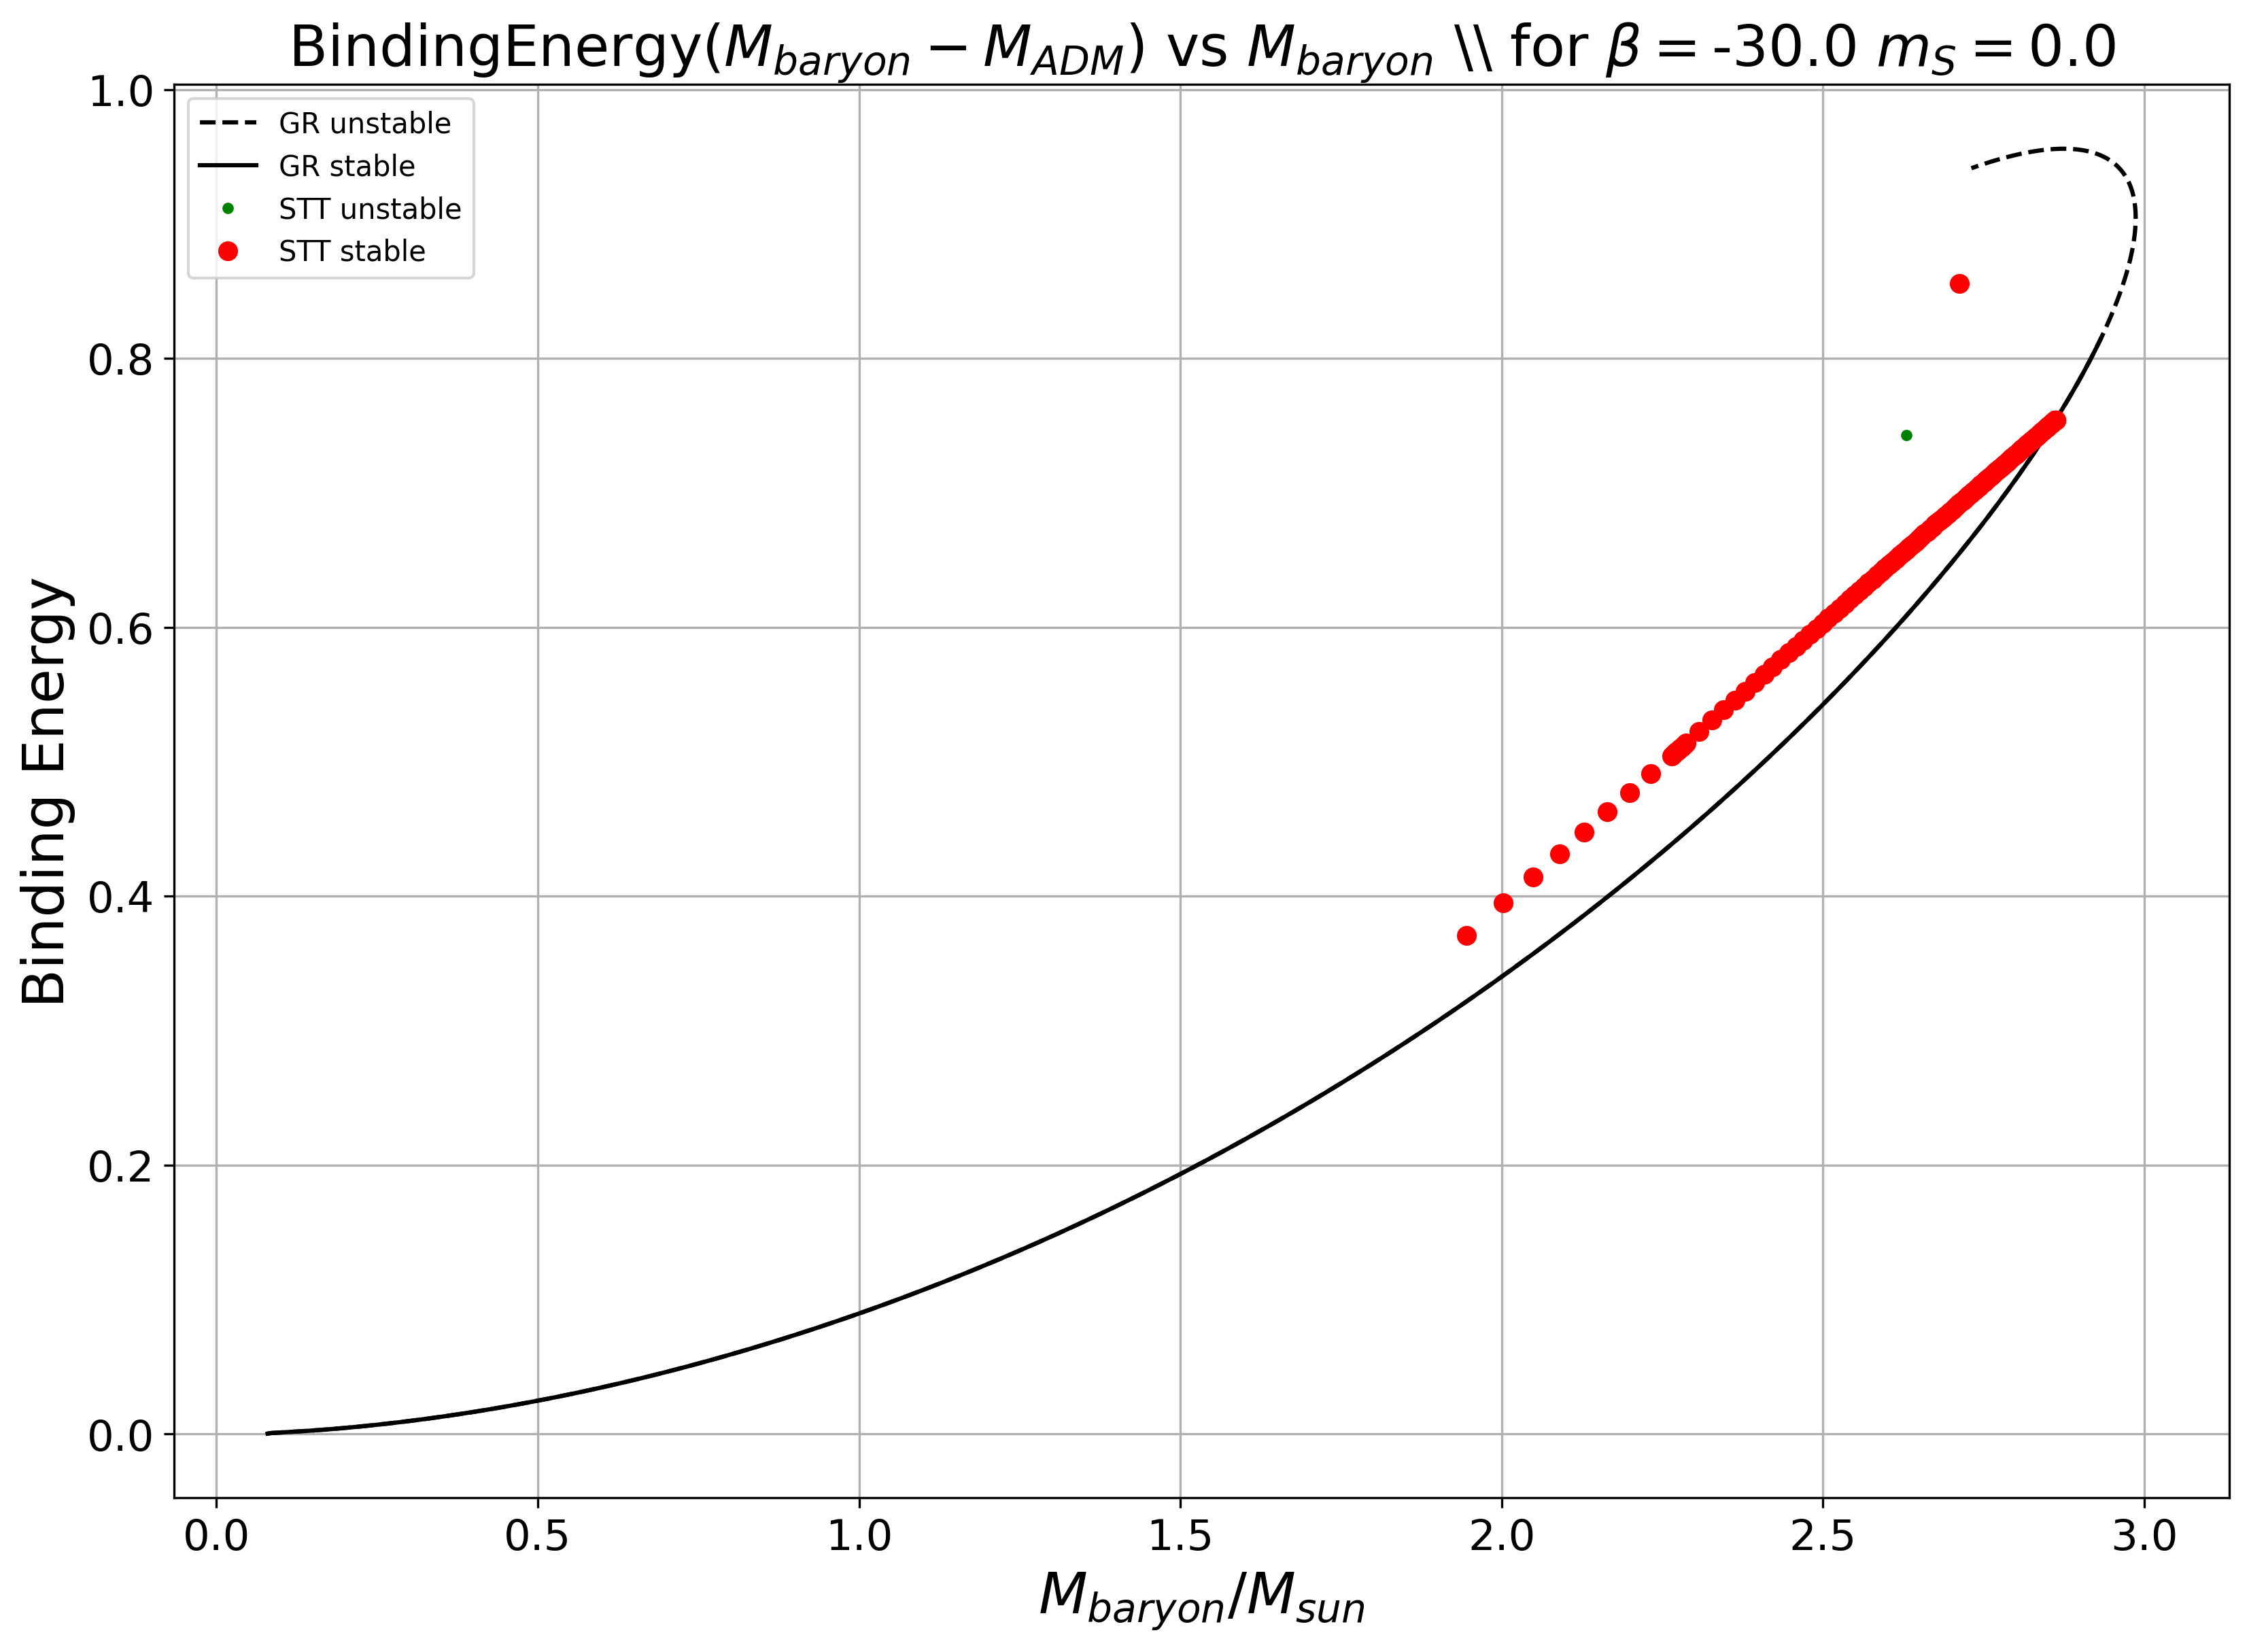 BindingEnergy(M_baryon − M_ADM) vs M_baryon \\ for β = -30.0 m_S = 0.0
GR unstable
GR stable
STT unstable
STT stable
Binding Energy
1.0
0.8
0.6
0.4
0.2
0.0
0.0 0.5 1.0 1.5 2.0 2.5 3.0
M_baryon/M_sun